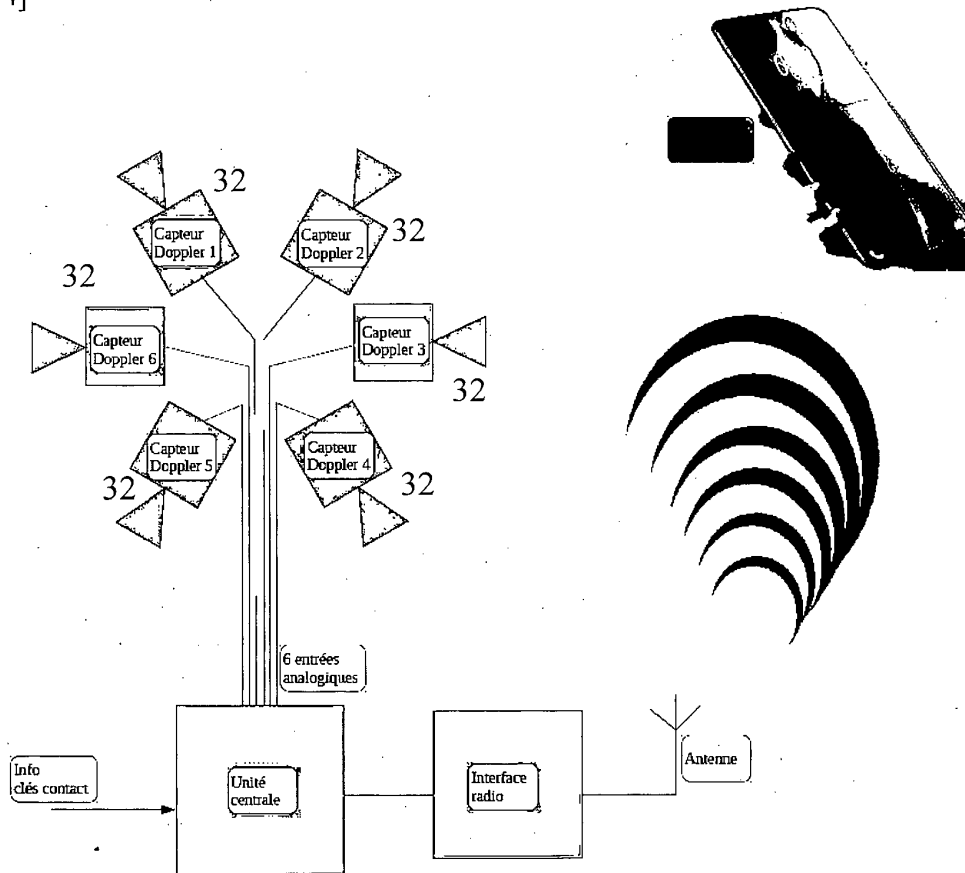 32
32
Capteur
Doppler 1
Capteur
Doppler 2
32
Capteur
Doppler 6
Capteur
Doppler 3
32
Capteur
Doppler 5
Capteur
Doppler 4
32
32
6 entrées
analogiques
Info
clés contact
Unité
centrale
Interface
radio
Antenne